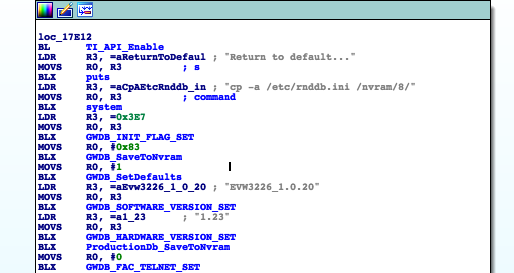 loc_17E12
BL TI_API_Enable
LDR R3, =aReturnToDefaul ; "Return to default..."
MOVS R0, R3 ; s
BLX puts
LDR R3, =aCpAEtcRnddb_in ; "cp -a /etc/rnddb.ini /nvram/8/"
MOVS R0, R3 ; command
BLX system
LDR R3, =0x3E7
MOVS R0, R3
BLX GWDB_INIT_FLAG_SET
MOVS R0, #0x83
BLX GWDB_SaveToNvram
MOVS R0, #1
BLX GWDB_SetDefaults
LDR R3, =aEvw3226_1_0_20 ; "EVW3226_1.0.20"
MOVS R0, R3
BLX GWDB_SOFTWARE_VERSION_SET
LDR R3, =a1_23 ; "1.23"
MOVS R0, R3
BLX GWDB_HARDWARE_VERSION_SET
BLX ProductionDb_SaveToNvram
MOVS R0, #0
BLX GWDB_FAC_TELNET_SET